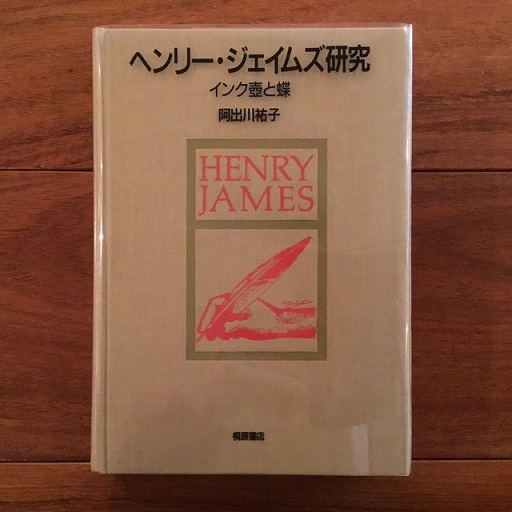 ヘンリー・ジェイムズ研究
インク壺と蝶
阿出川祐子
HENRY
JAMES
桐原書店